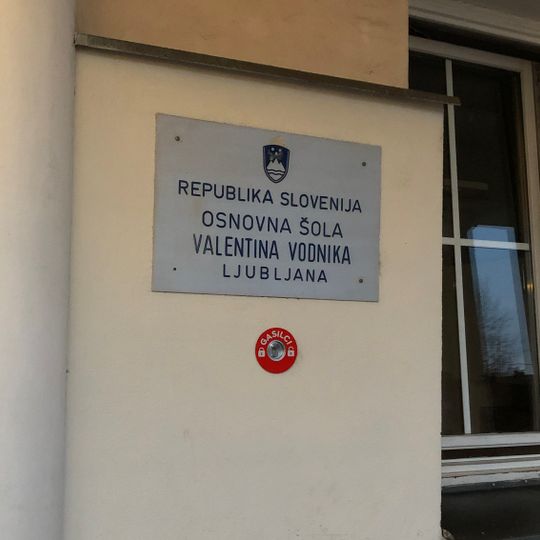 REPUBLIKA SLOVENIJA
OSNOVNA ŠOLA
VALENTINA VODNIKA
LJUBLJANA
GASILCI